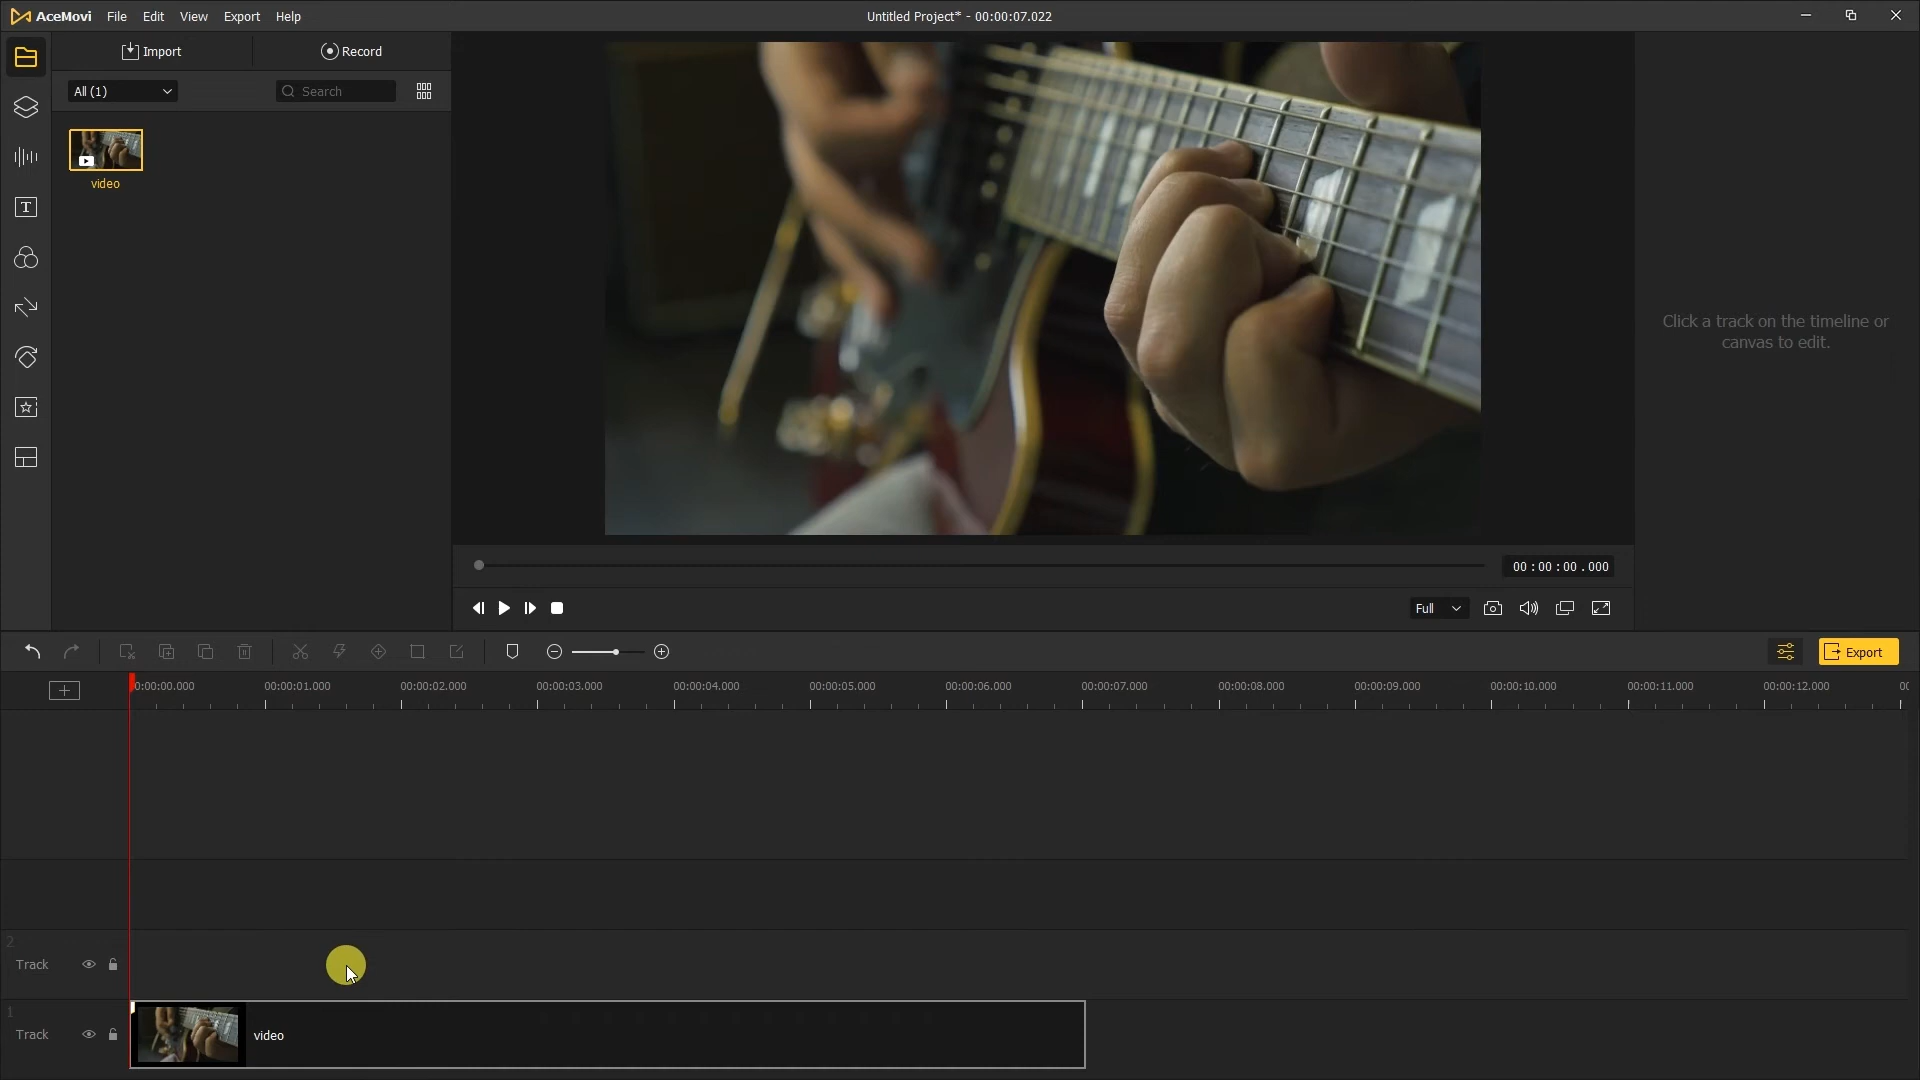 AceMovi File Edit View Export Help
Untitled Project* - 00:00:07.022
Import Record
All (1) Search
video
Click a track on the timeline or
canvas to edit.
00:00:00.000
Full
Export
0:00:00.000 00:00:01.000 00:00:02.000 00:00:03.000 00:00:04.000 00:00:05.000 00:00:06.000 00:00:07.000 00:00:08.000 00:00:09.000 00:00:10.000 00:00:11.000 00:00:12.000 00
2
Track
1
Track
video